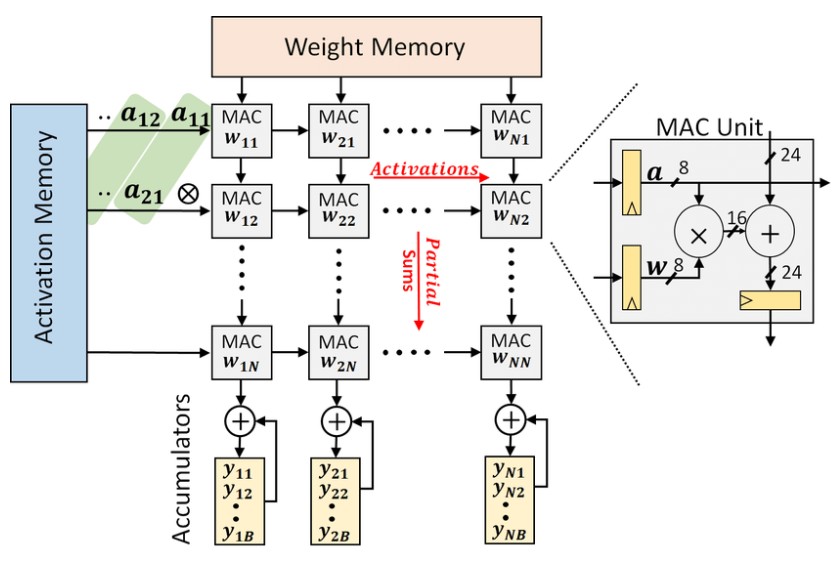 Weight Memory
Activation Memory
·· a12 a11
MAC
w11
MAC
w21
MAC
wN1
Activations
·· a21 ⊗
MAC
w12
MAC
w22
MAC
wN2
Partial
Sums
MAC
w1N
MAC
w2N
MAC
wNN
Accumulators
+
+
+
y11
y12
y1B
y21
y22
y2B
yN1
yN2
yNB
MAC Unit
24
a 8
16
×
+
w 8
24